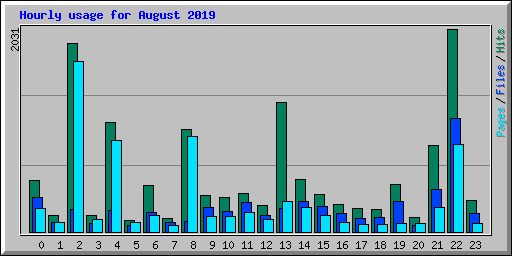 Hourly usage for August 2019
2031
Pages/Files/Hits
0 1 2 3 4 5 6 7 8 9 10 11 12 13 14 15 16 17 18 19 20 21 22 23